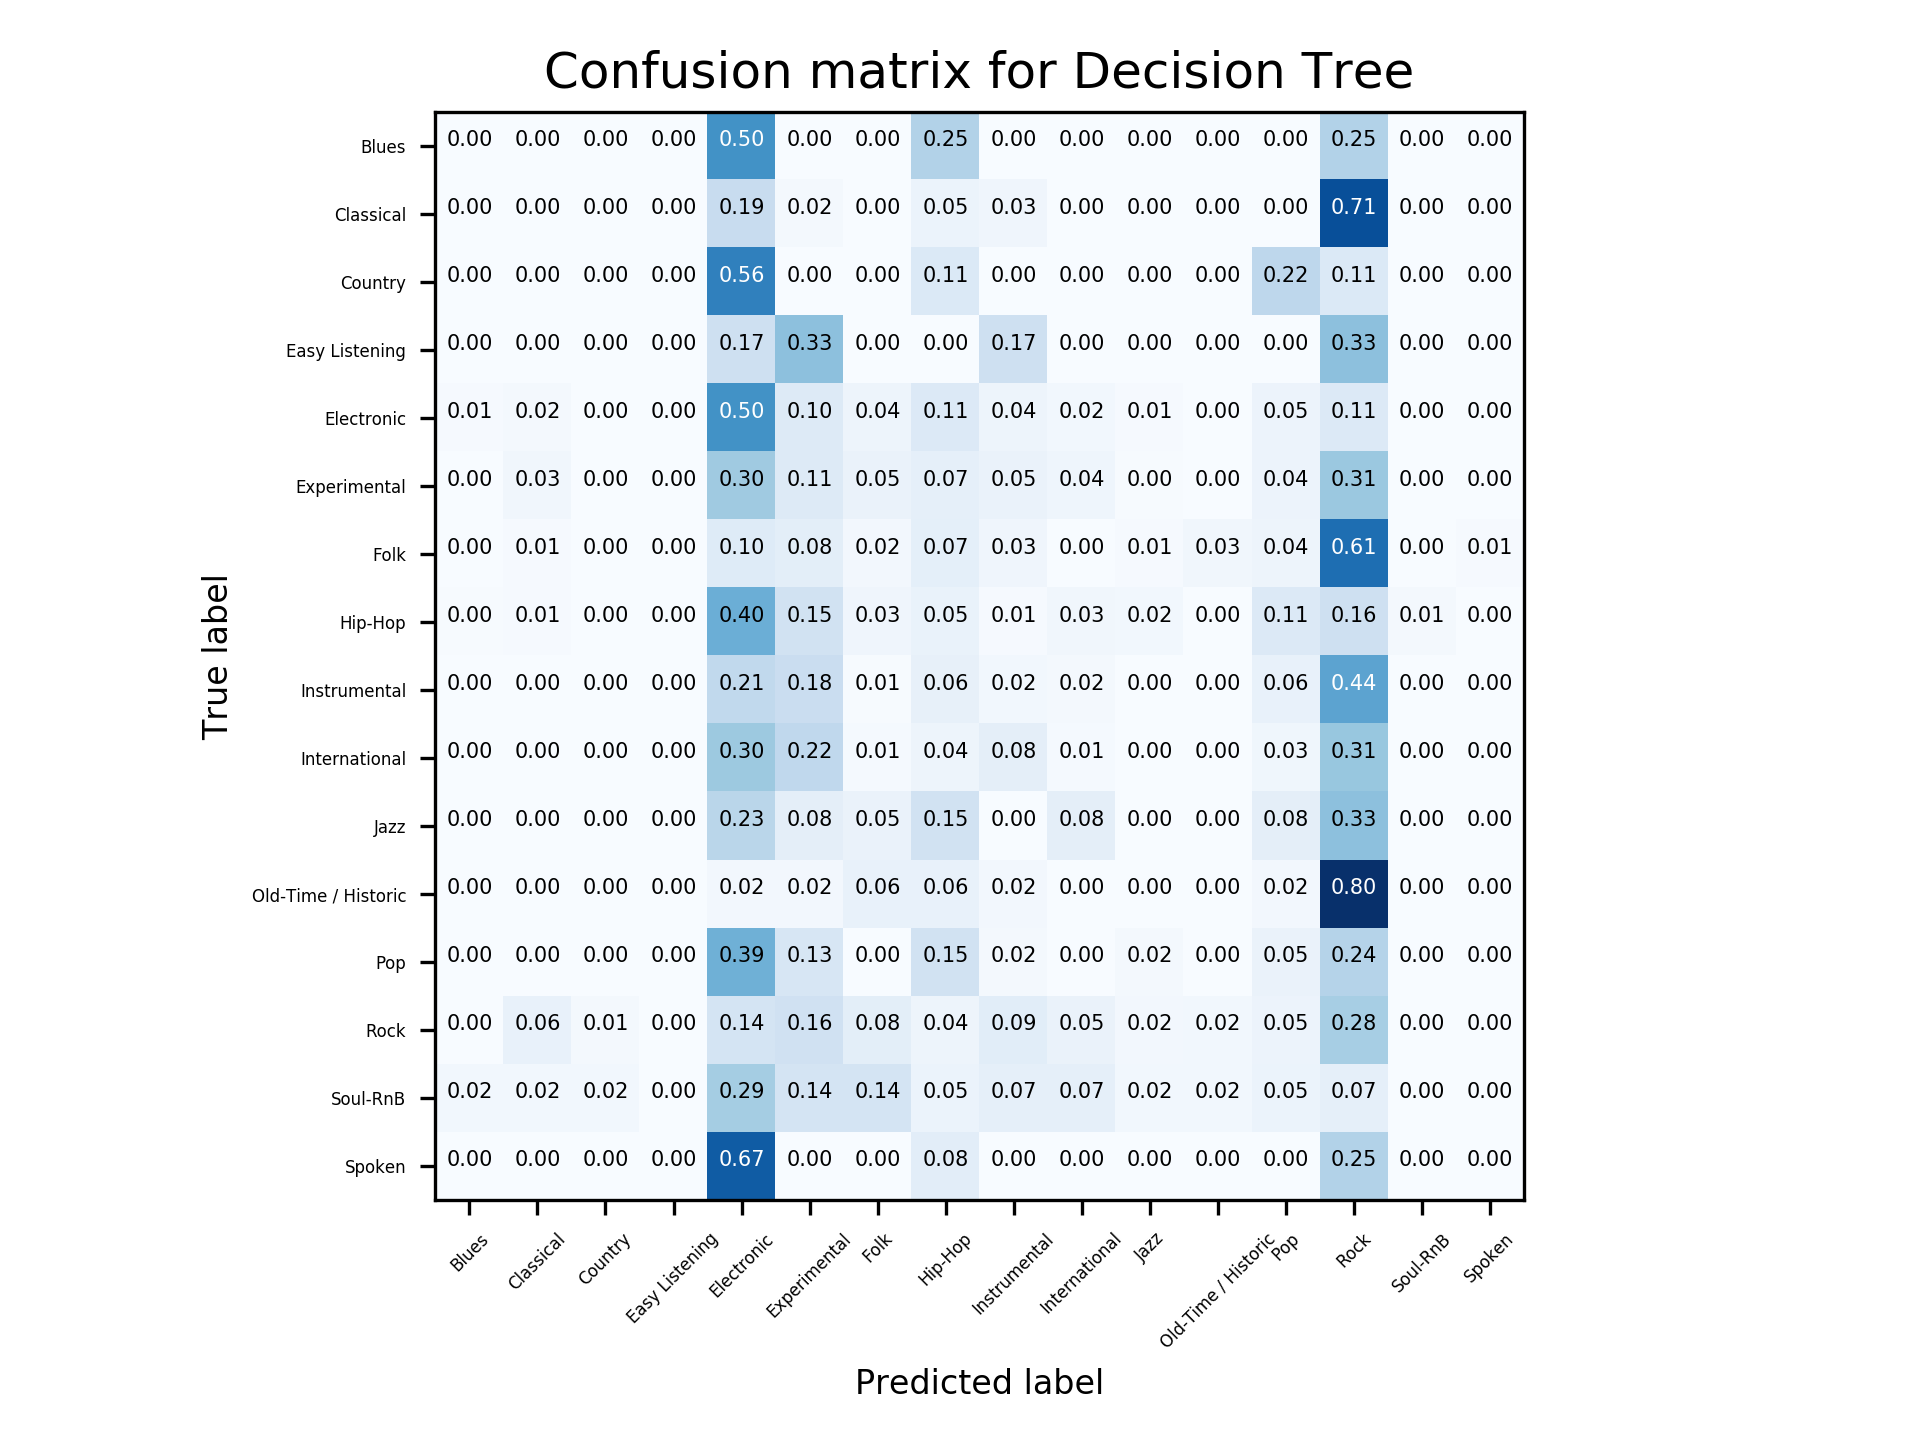 Confusion matrix for Decision Tree
Blues 0.00 0.00 0.00 0.00 0.50 0.00 0.00 0.25 0.00 0.00 0.00 0.00 0.00 0.25 0.00 0.00
Classical 0.00 0.00 0.00 0.00 0.19 0.02 0.00 0.05 0.03 0.00 0.00 0.00 0.00 0.71 0.00 0.00
Country 0.00 0.00 0.00 0.00 0.56 0.00 0.00 0.11 0.00 0.00 0.00 0.00 0.22 0.11 0.00 0.00
Easy Listening 0.00 0.00 0.00 0.00 0.17 0.33 0.00 0.00 0.17 0.00 0.00 0.00 0.00 0.33 0.00 0.00
Electronic 0.01 0.02 0.00 0.00 0.50 0.10 0.04 0.11 0.04 0.02 0.01 0.00 0.05 0.11 0.00 0.00
Experimental 0.00 0.03 0.00 0.00 0.30 0.11 0.05 0.07 0.05 0.04 0.00 0.00 0.04 0.31 0.00 0.00
Folk 0.00 0.01 0.00 0.00 0.10 0.08 0.02 0.07 0.03 0.00 0.01 0.03 0.04 0.61 0.00 0.01
Hip-Hop 0.00 0.01 0.00 0.00 0.40 0.15 0.03 0.05 0.01 0.03 0.02 0.00 0.11 0.16 0.01 0.00
Instrumental 0.00 0.00 0.00 0.00 0.21 0.18 0.01 0.06 0.02 0.02 0.00 0.00 0.06 0.44 0.00 0.00
International 0.00 0.00 0.00 0.00 0.30 0.22 0.01 0.04 0.08 0.01 0.00 0.00 0.03 0.31 0.00 0.00
Jazz 0.00 0.00 0.00 0.00 0.23 0.08 0.05 0.15 0.00 0.08 0.00 0.00 0.08 0.33 0.00 0.00
Old-Time / Historic 0.00 0.00 0.00 0.00 0.02 0.02 0.06 0.06 0.02 0.00 0.00 0.00 0.02 0.80 0.00 0.00
Pop 0.00 0.00 0.00 0.00 0.39 0.13 0.00 0.15 0.02 0.00 0.02 0.00 0.05 0.24 0.00 0.00
Rock 0.00 0.06 0.01 0.00 0.14 0.16 0.08 0.04 0.09 0.05 0.02 0.02 0.05 0.28 0.00 0.00
Soul-RnB 0.02 0.02 0.02 0.00 0.29 0.14 0.14 0.05 0.07 0.07 0.02 0.02 0.05 0.07 0.00 0.00
Spoken 0.00 0.00 0.00 0.00 0.67 0.00 0.00 0.08 0.00 0.00 0.00 0.00 0.00 0.25 0.00 0.00
True label
Blues Classical Country Easy Listening Electronic Experimental Folk Hip-Hop Instrumental International Jazz Old-Time / Historic Pop Rock Soul-RnB Spoken
Predicted label